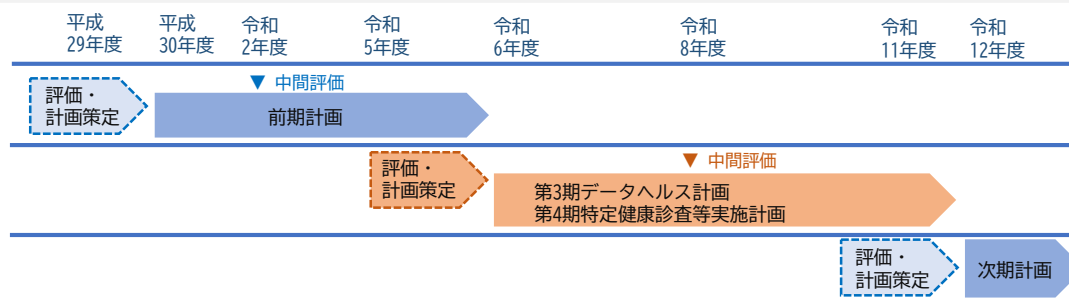 平成
29年度
平成
30年度
令和
2年度
令和
5年度
令和
6年度
令和
8年度
令和
11年度
令和
12年度
評価・
計画策定
▼ 中間評価
前期計画
評価・
計画策定
▼ 中間評価
第3期データヘルス計画
第4期特定健康診査等実施計画
評価・
計画策定
次期計画